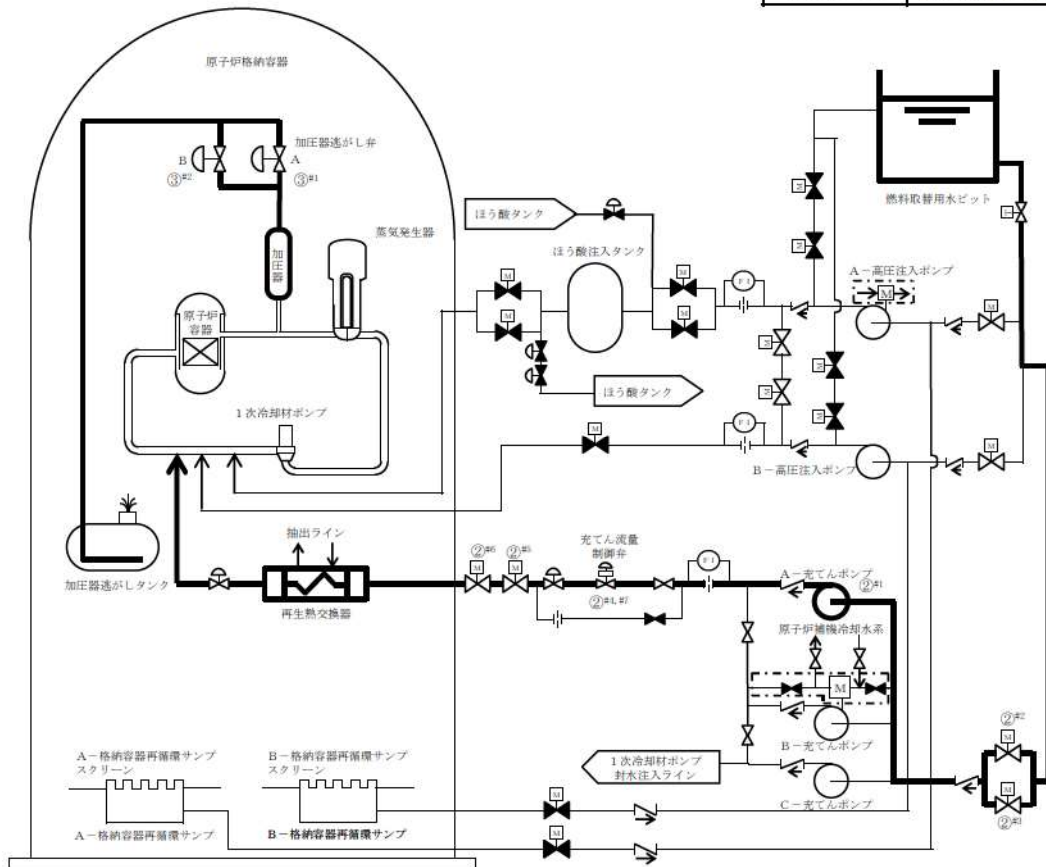 原子炉格納容器
加圧器逃がし弁
B
A
③#2
③#1
燃料取替用水ピット
ほう酸タンク
蒸気発生器
ほう酸注入タンク
加圧器
A-高圧注入ポンプ
M
M
M
M
M
M
M
M
M
M
M
M
M
M
F I
F I
原子炉
容器
ほう酸タンク
1次冷却材ポンプ
B-高圧注入ポンプ
抽出ライン
②#6
②#5
充てん流量
制御弁
F I
A-充てんポンプ
②#1
M
M
加圧器逃がしタンク
再生熱交換器
②#4, #7
原子炉補機冷却水系
M
②#2
M
A-格納容器再循環サンプ
スクリーン
B-格納容器再循環サンプ
スクリーン
1次冷却材ポンプ
封水注入ライン
B-充てんポンプ
M
②#3
C-充てんポンプ
M
A-格納容器再循環サンプ
B-格納容器再循環サンプ
M